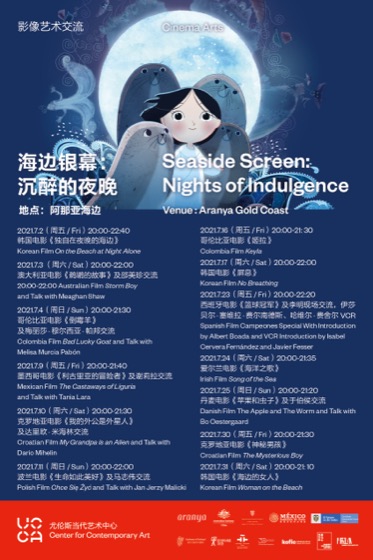 影像艺术交流
Cinema Arts
海边银幕：
沉醉的夜晚
Seaside Screen:
Nights of Indulgence
地点：阿那亚海边
Venue : Aranya Gold Coast
2021.7.2（周五 / Fri）20:00-22:40
韩国电影《独自在夜晚的海边》
Korean Film On the Beach at Night Alone
2021.7.3（周六 / Sat）20:00-22:00
澳大利亚电影《鹈鹕的故事》及郝美纷交流
20:00-22:00 Australian Film Storm Boy
and Talk with Meaghan Shaw
2021.7.4（周日 / Sun）20:00-21:30
哥伦比亚电影《倒霉羊》
及梅丽莎·穆尔西亚·帕邦交流
Colombia Film Bad Lucky Goat and Talk with
Melisa Murcia Pabón
2021.7.9（周五 / Fri）20:00-21:40
墨西哥电影《利古里亚的冒险者》及谢莉拉交流
Mexican Film The Castaways of Liguria
and Talk with Tania Lara
2021.7.10（周六 / Sat）20:00-21:30
克罗地亚电影《我的外公是外星人》
及达里欧·米海林交流
Croatian Film My Grandpa is an Alien and Talk with
Dario Mihelin
2021.7.11（周日 / Sun）20:00-22:00
波兰电影《生命如此美好》及马志伟交流
Polish Film Chce Się Żyć and Talk with Jan Jerzy Malicki
2021.7.16（周五 / Fri）20:00-21:30
哥伦比亚电影《诺拉》
Colombia Film Keyla
2021.7.17（周六 / Sat）20:00-22:00
韩国电影《屏息》
Korean Film No Breathing
2021.7.23（周五 / Fri）20:00-22:20
西班牙电影《篮球冠军》及李明现场交流，伊莎
贝尔·塞维拉·费尔南德斯、哈维尔·费舍尔 VCR
Spanish Film Campeones Special With Introduction
by Albert Boads and VCR Introduction by Isabel
Cervera Fernández and Javier Fesser
2021.7.24（周六 / Sat）20:00-21:35
爱尔兰电影《海洋之歌》
Irish Film Song of the Sea
2021.7.25（周日 / Sun）20:00-21:20
丹麦电影《苹果和虫子》及于伯保交流
Danish Film The Apple and The Worm and Talk with
Bo Oestergaard
2021.7.30（周五 / Fri）20:00-21:30
克罗地亚电影《神秘男孩》
Croatian Film The Mysterious Boy
2021.7.31（周六 / Sat）20:00-21:10
韩国电影《海边的女人》
Korean Film Woman on the Beach
UCCA
尤伦斯当代艺术中心
Center for Contemporary Art
aranya
MÉXICO